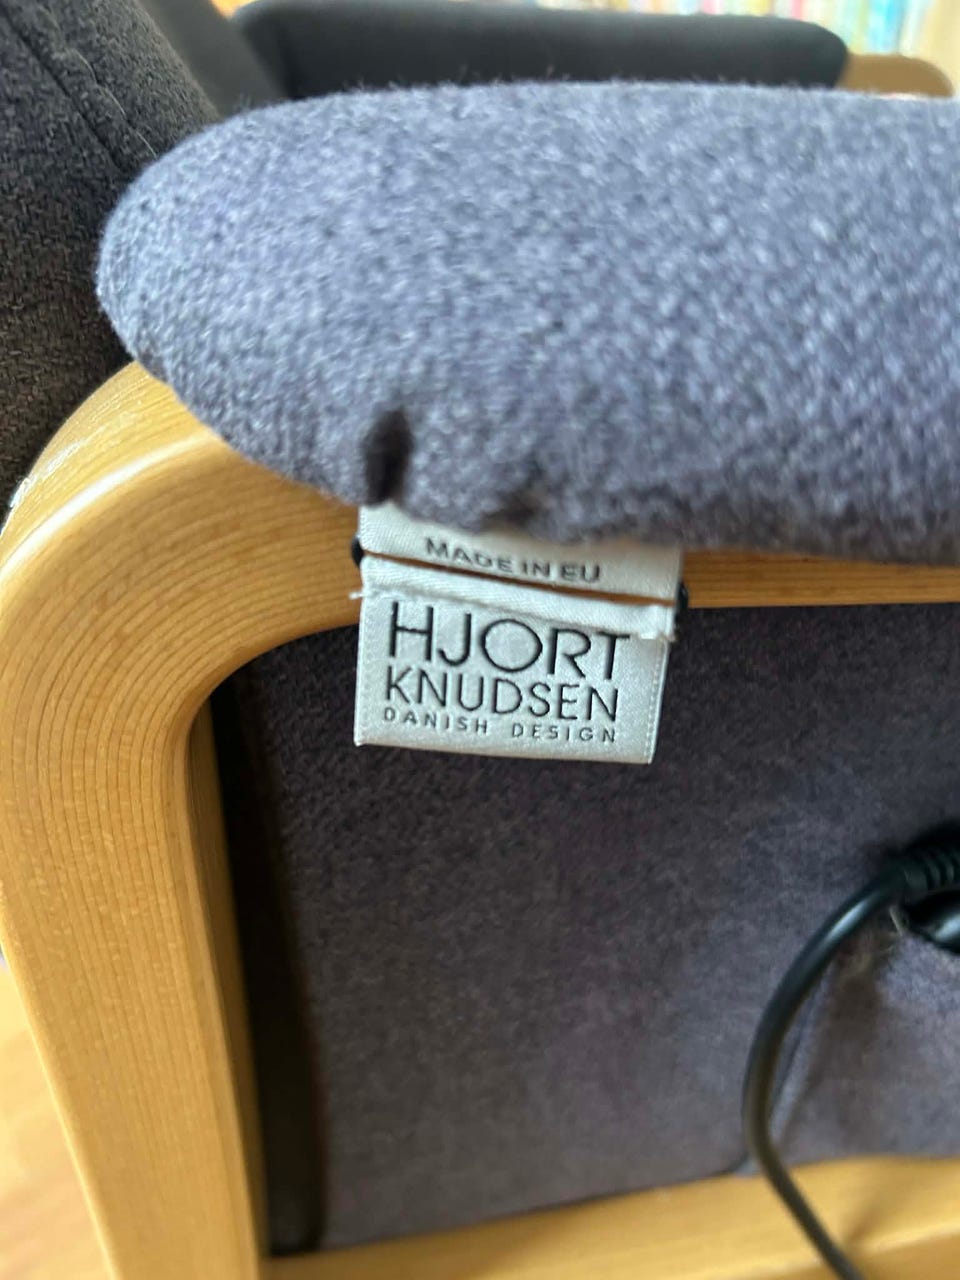 MADE IN EU
HJORT
KNUDSEN
DANISH DESIGN